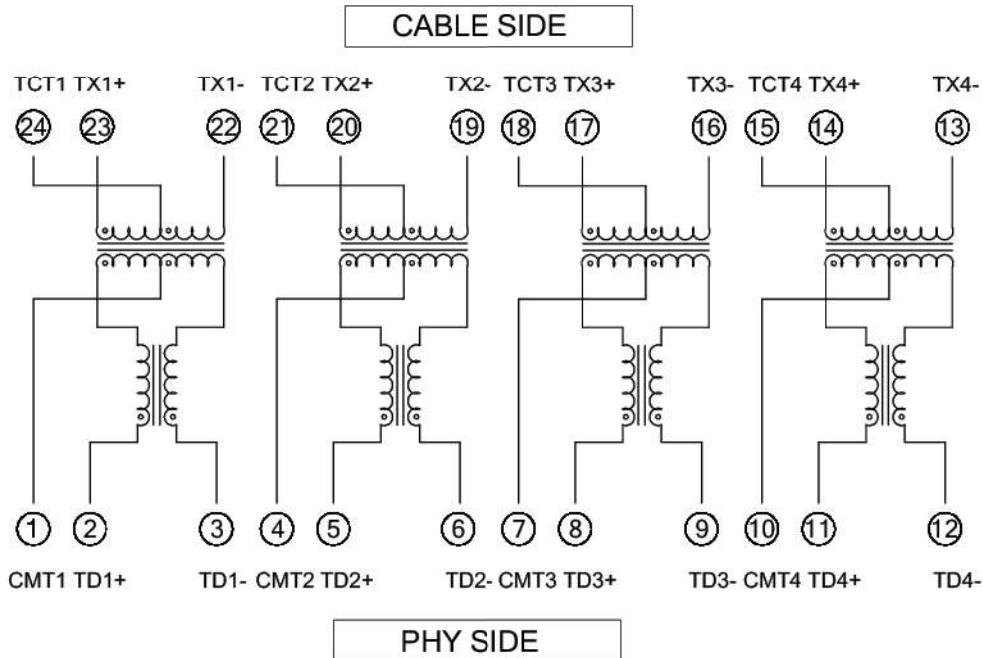 CABLE SIDE
TCT1 TX1+ TX1- TCT2 TX2+ TX2- TCT3 TX3+ TX3- TCT4 TX4+ TX4-
24 23 22 21 20 19 18 17 16 15 14 13
1 2 3 4 5 6 7 8 9 10 11 12
CMT1 TD1+ TD1- CMT2 TD2+ TD2- CMT3 TD3+ TD3- CMT4 TD4+ TD4-
PHY SIDE